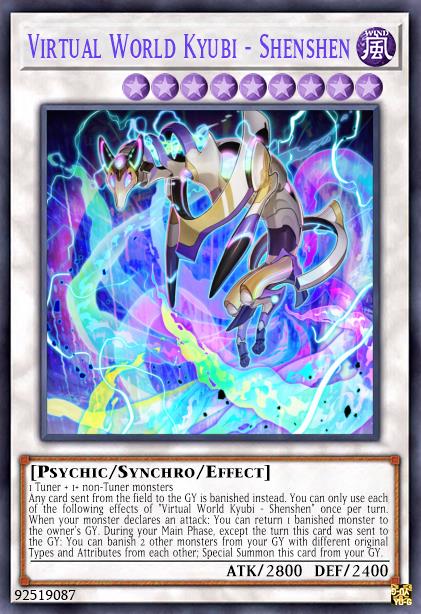 VIRTUAL WORLD KYUBI - SHENSHEN
WIND
風
[PSYCHIC/SYNCHRO/EFFECT]
1 Tuner + 1+ non-Tuner monsters
Any card sent from the field to the GY is banished instead. You can only use each
of the following effects of "Virtual World Kyubi - Shenshen" once per turn.
When your monster declares an attack: You can return 1 banished monster to
the owner's GY. During your Main Phase, except the turn this card was sent to
the GY: You can banish 2 other monsters from your GY with different original
Types and Attributes from each other; Special Summon this card from your GY.
ATK/2800 DEF/2400
92519087